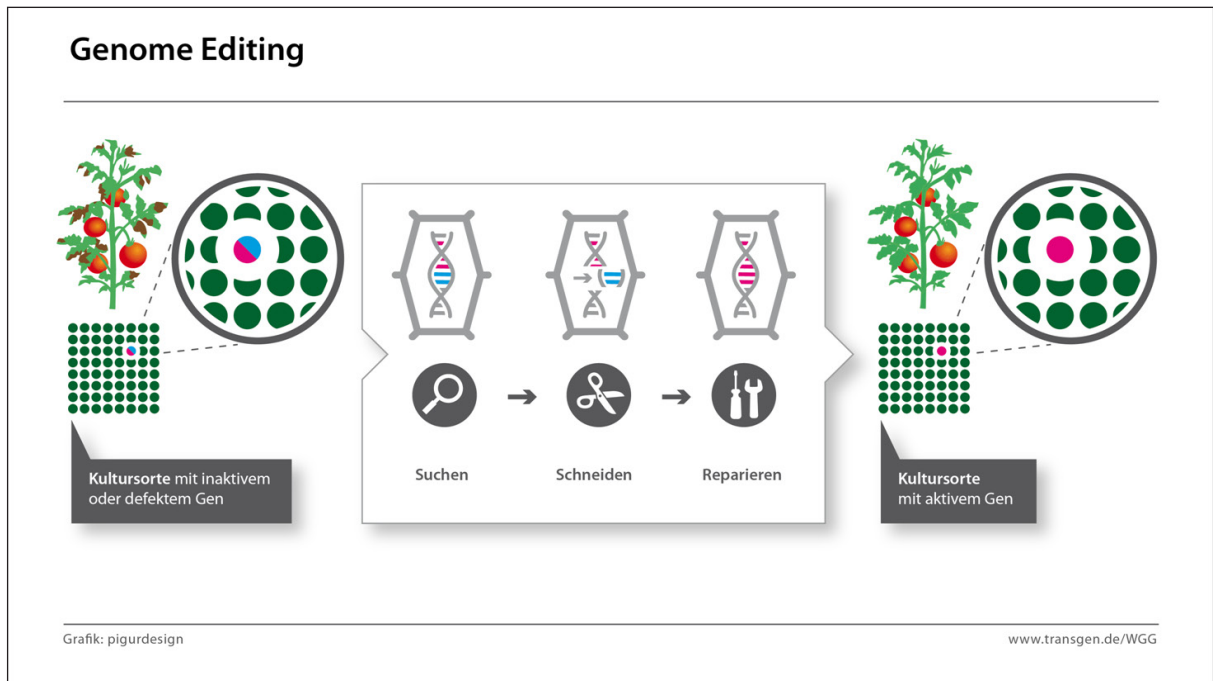 Genome Editing
Suchen
Schneiden
Reparieren
Kultursorte mit inaktivem
oder defektem Gen
Kultursorte
mit aktivem Gen
Grafik: pigurdesign
www.transgen.de/WGG